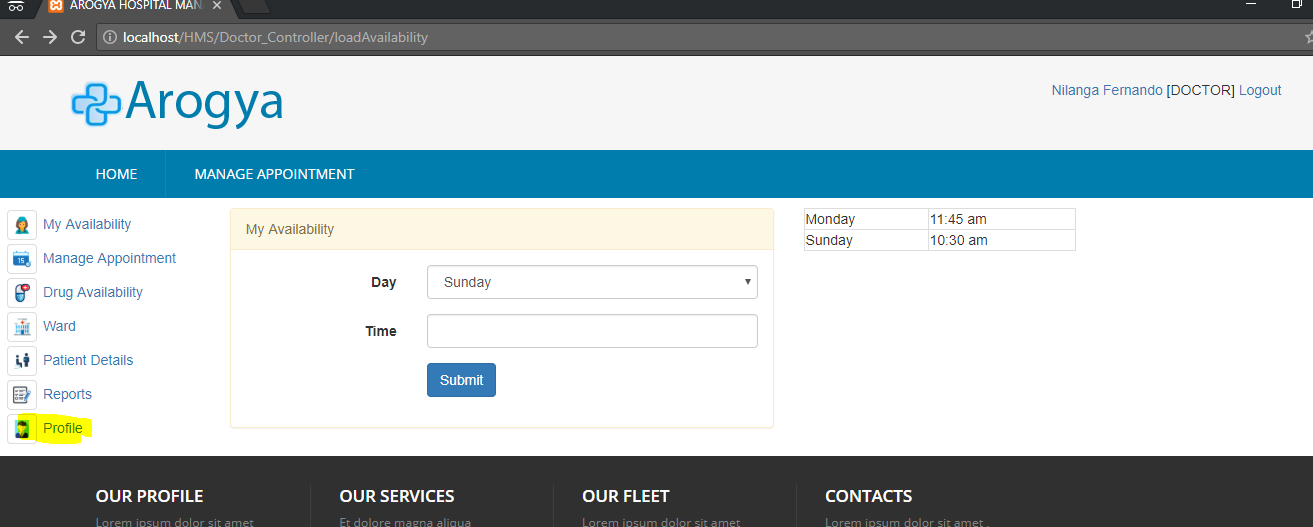 AROGYA HOSPITAL MAN
localhost/HMS/Doctor_Controller/loadAvailability
Arogya
Nilanga Fernando [DOCTOR] Logout
HOME MANAGE APPOINTMENT
My Availability
Manage Appointment
Drug Availability
Ward
Patient Details
Reports
Profile
My Availability
Day Sunday
Time
Submit
Monday 11:45 am
Sunday 10:30 am
OUR PROFILE OUR SERVICES OUR FLEET CONTACTS
Lorem ipsum dolor sit amet Et dolore magna aliqua Lorem ipsum dolor sit amet Lorem ipsum dolor sit amet .